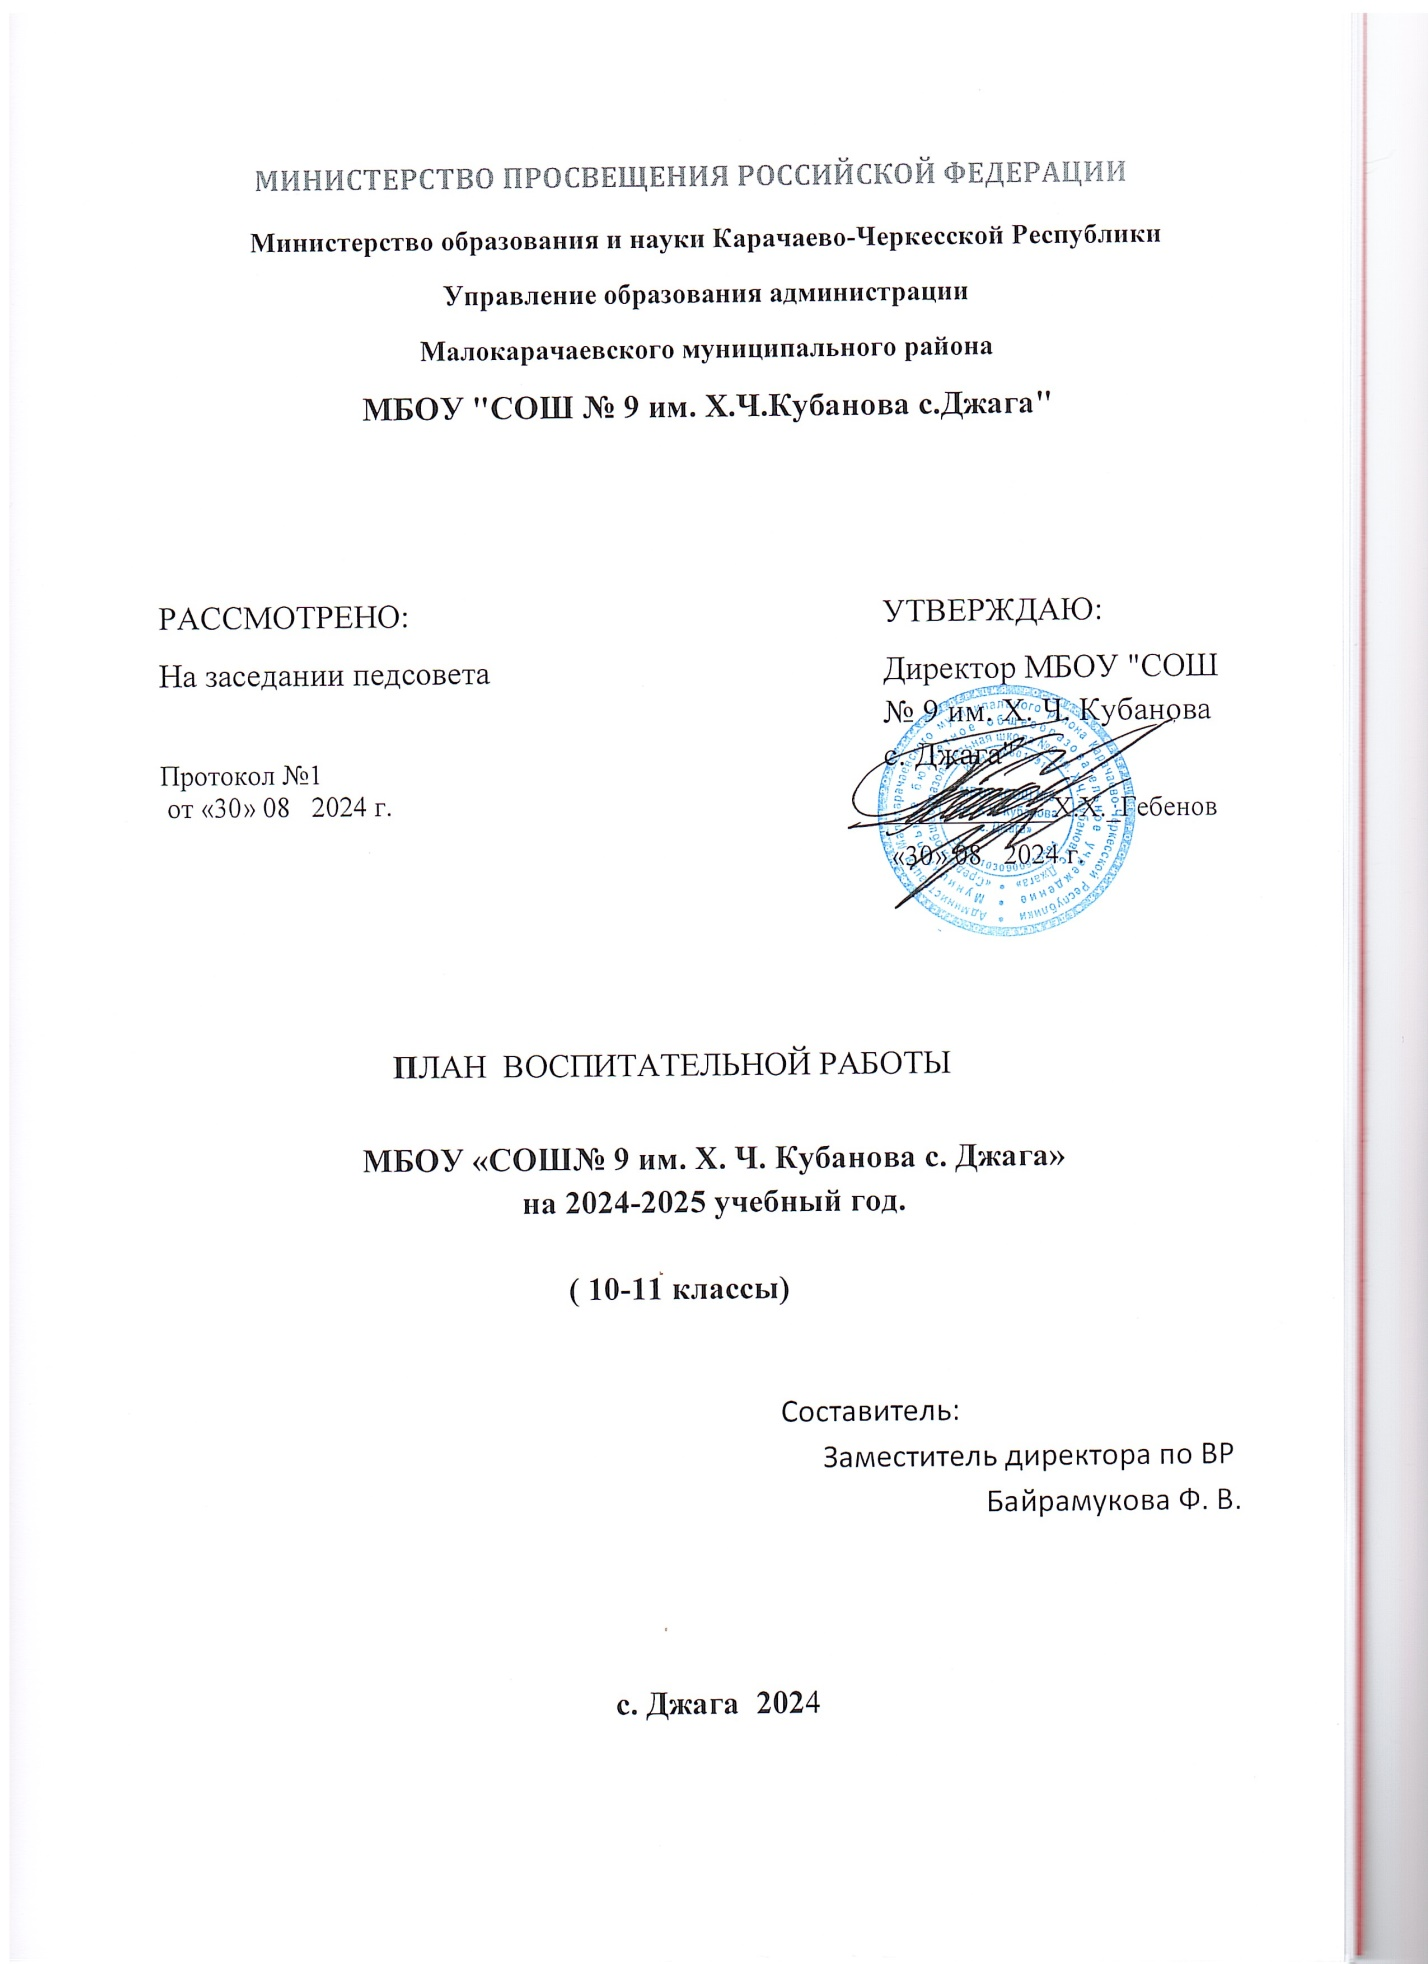 МИНИСТЕРСТВО ПРОСВЕЩЕНИЯ РОССИЙСКОЙ ФЕДЕРАЦИИ
Министерство образования и науки Карачаево-Черкесской Республики
Управление образования администрации
Малокарачаевского муниципального района
МБОУ "СОШ № 9 им. Х.Ч.Кубанова с.Джага"
РАССМОТРЕНО:
На заседании педсовета
Протокол №1
от «30» 08 2024 г.
УТВЕРЖДАЮ:
Директор МБОУ "СОШ
№ 9 им. Х. Ч. Кубанова
с. Джага"
Х.Х. Гебенов
«30» 08 2024 г.
ПЛАН ВОСПИТАТЕЛЬНОЙ РАБОТЫ
МБОУ «СОШ№ 9 им. Х. Ч. Кубанова с. Джага»
на 2024-2025 учебный год.
( 10-11 классы)
Составитель:
Заместитель директора по ВР
Байрамукова Ф. В.
с. Джага 2024